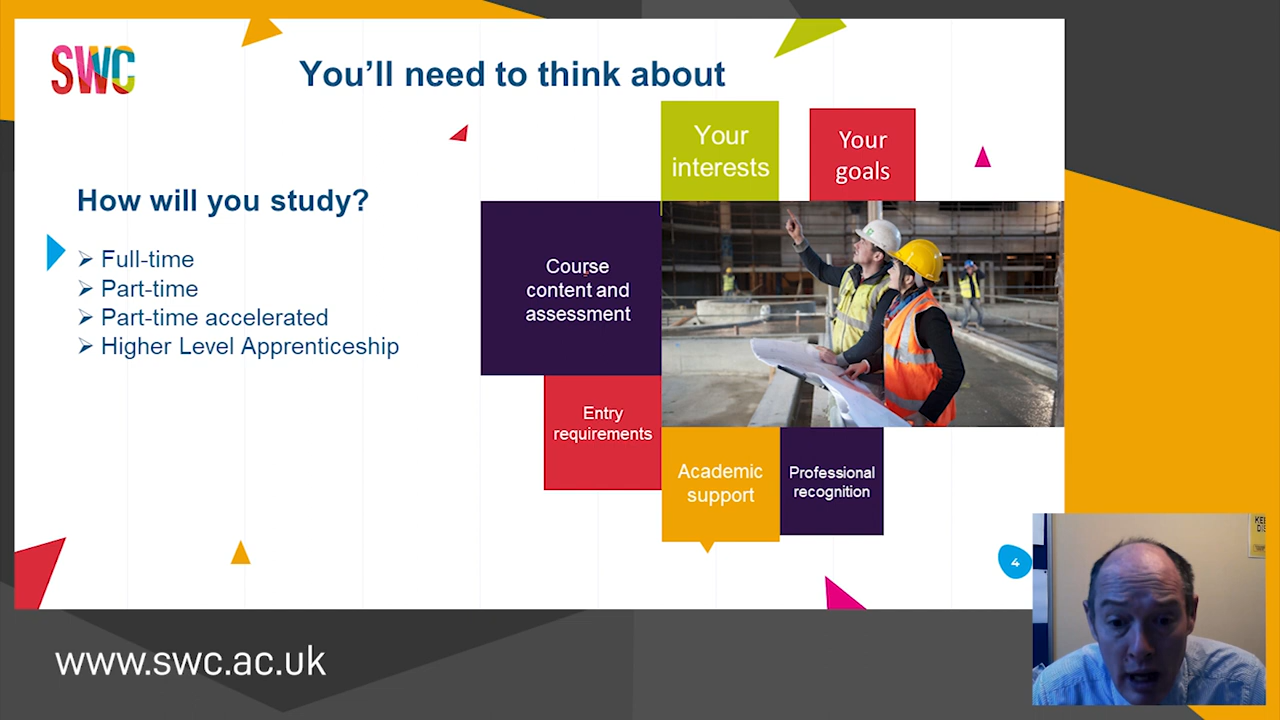 SWC
You'll need to think about
How will you study?
➢ Full-time
➢ Part-time
➢ Part-time accelerated
➢ Higher Level Apprenticeship
Your
interests
Your
goals
Course
content and
assessment
Entry
requirements
Academic
support
Professional
recognition
4
www.swc.ac.uk